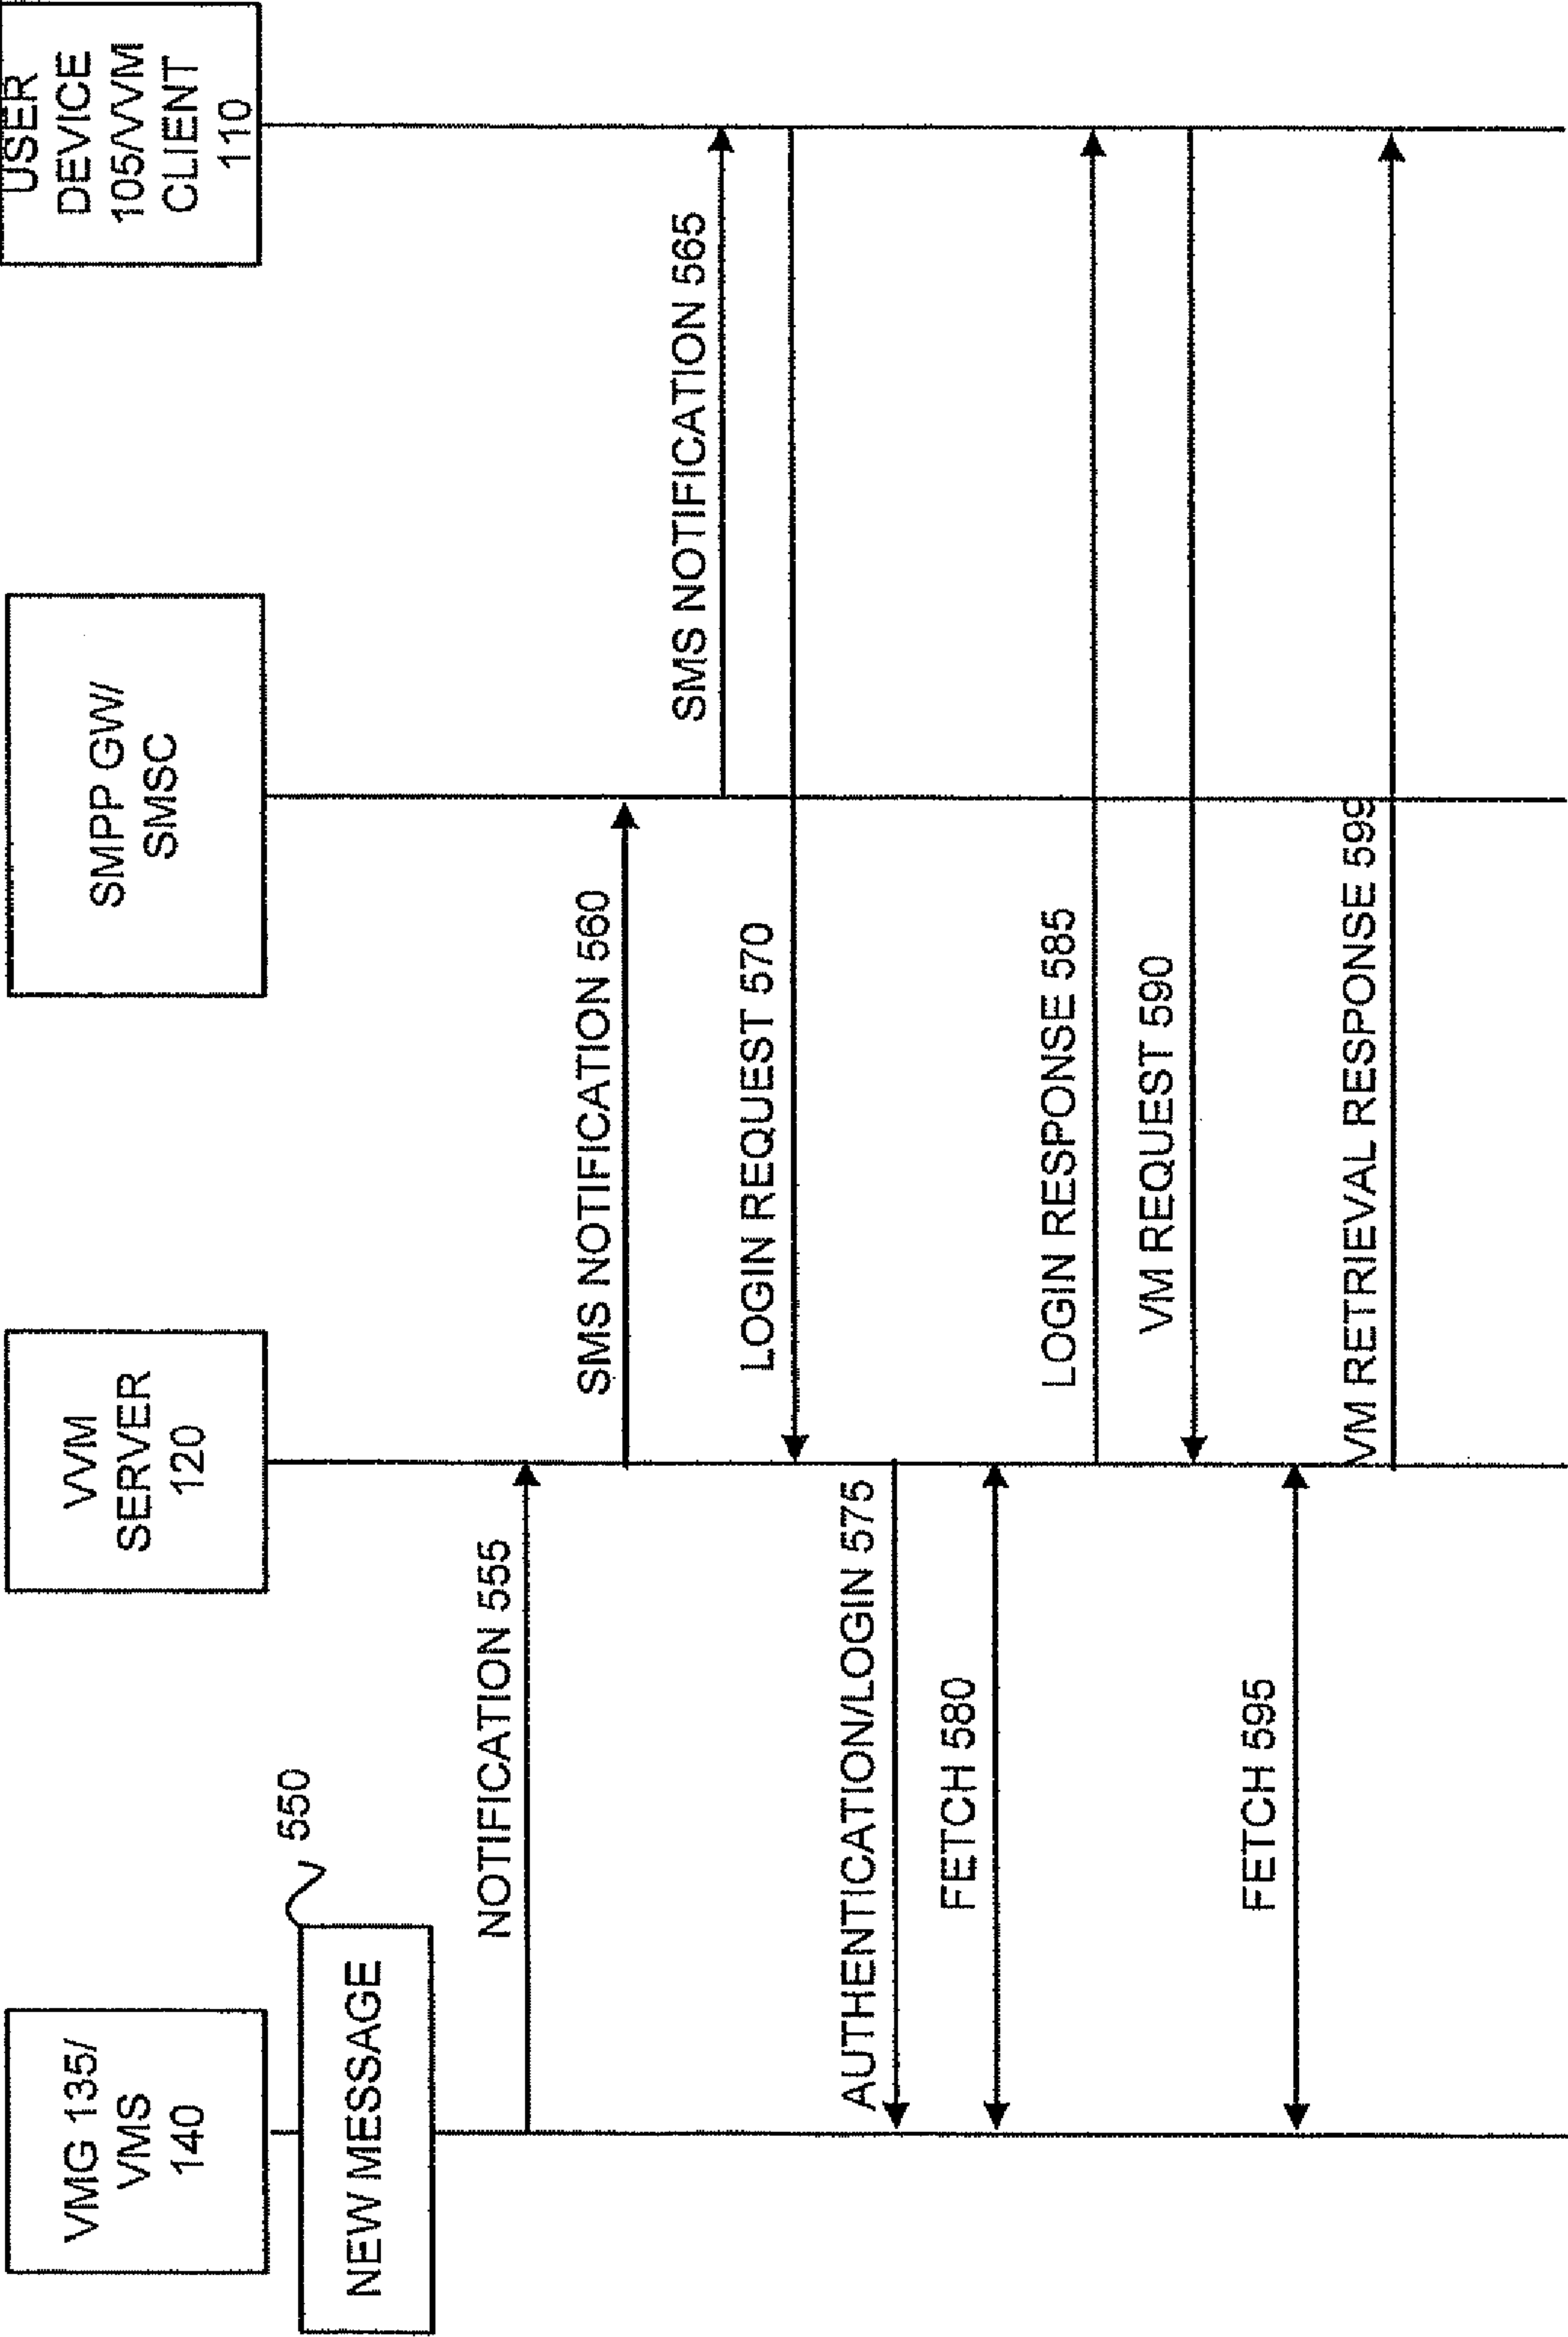 VMG 135/
VMS
140
VVM
SERVER
120
SMPP GW/
SMSC
USER
DEVICE
105/VVM
CLIENT
110
550
NEW MESSAGE
NOTIFICATION 555
SMS NOTIFICATION 560
SMS NOTIFICATION 565
LOGIN REQUEST 570
AUTHENTICATION/LOGIN 575
FETCH 580
LOGIN RESPONSE 585
VM REQUEST 590
FETCH 595
VM RETRIEVAL RESPONSE 599